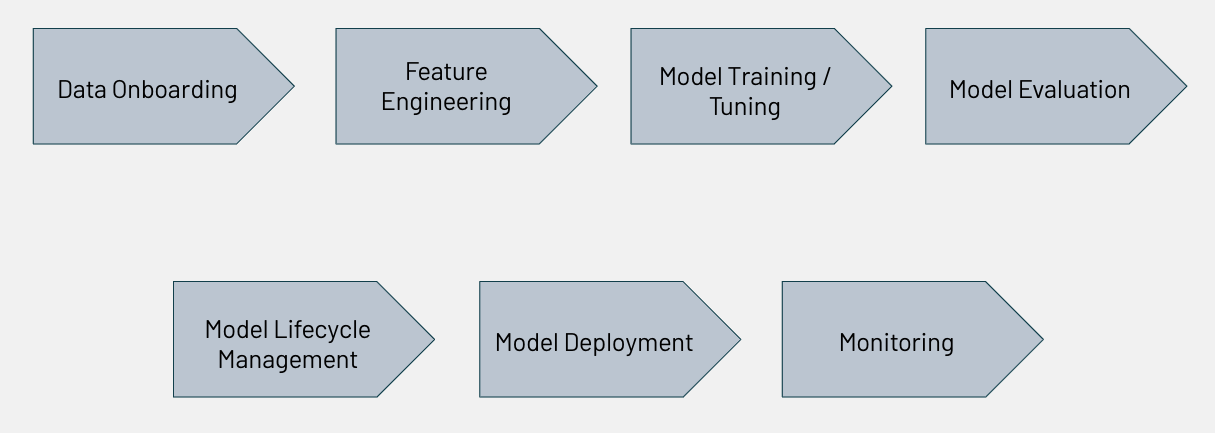 Data Onboarding
Feature
Engineering
Model Training /
Tuning
Model Evaluation
Model Lifecycle
Management
Model Deployment
Monitoring